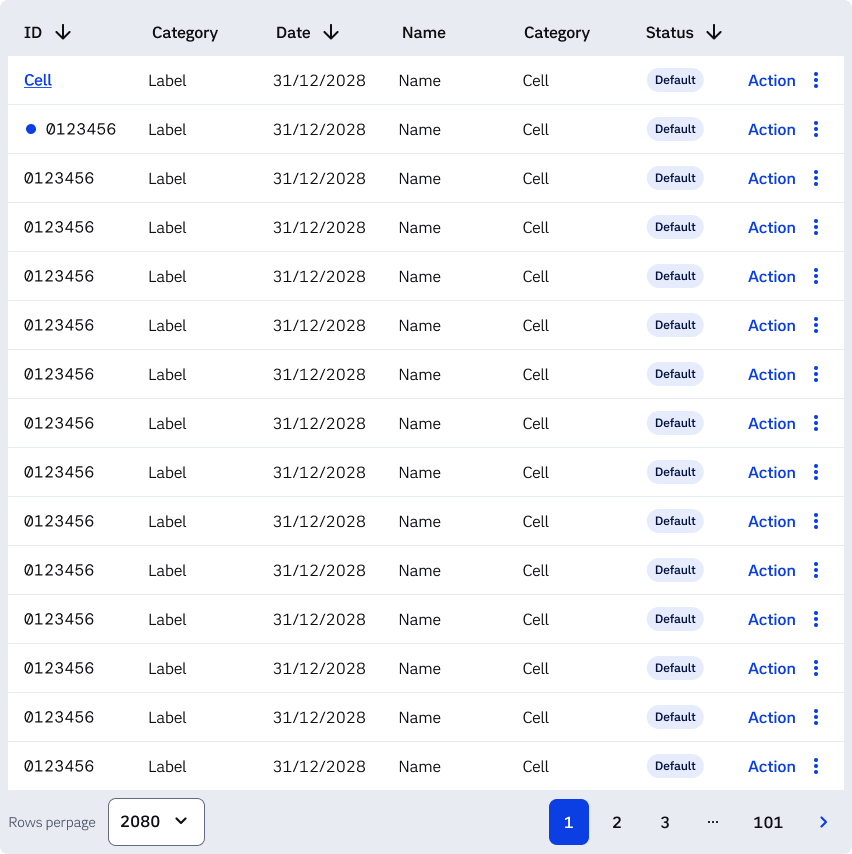 ID Category Date Name Category Status
Cell Label 31/12/2028 Name Cell Default Action
0123456 Label 31/12/2028 Name Cell Default Action
0123456 Label 31/12/2028 Name Cell Default Action
0123456 Label 31/12/2028 Name Cell Default Action
0123456 Label 31/12/2028 Name Cell Default Action
0123456 Label 31/12/2028 Name Cell Default Action
0123456 Label 31/12/2028 Name Cell Default Action
0123456 Label 31/12/2028 Name Cell Default Action
0123456 Label 31/12/2028 Name Cell Default Action
0123456 Label 31/12/2028 Name Cell Default Action
0123456 Label 31/12/2028 Name Cell Default Action
0123456 Label 31/12/2028 Name Cell Default Action
0123456 Label 31/12/2028 Name Cell Default Action
0123456 Label 31/12/2028 Name Cell Default Action
0123456 Label 31/12/2028 Name Cell Default Action
Rows perpage 2080 1 2 3 ... 101